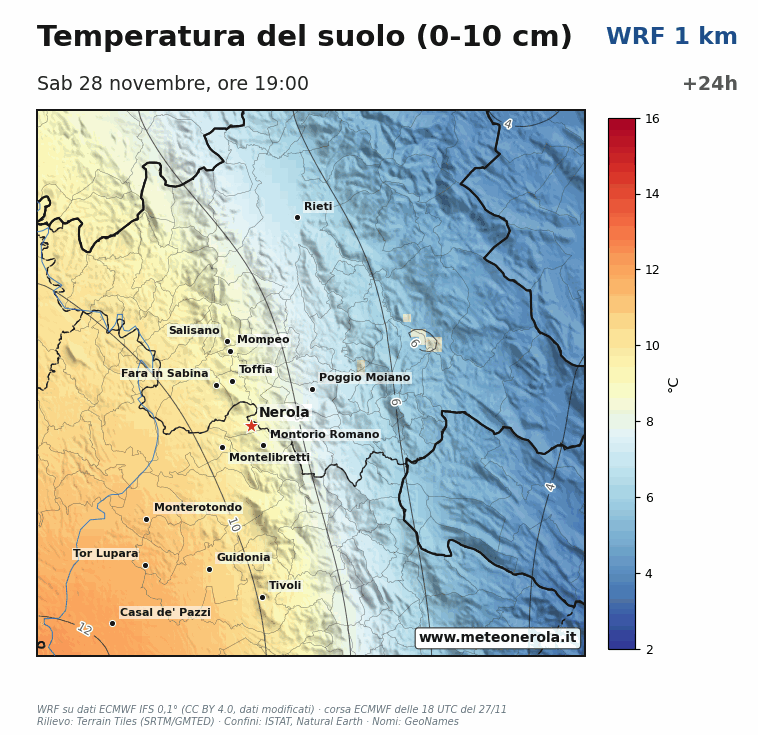 Temperatura del suolo (0-10 cm)
WRF 1 km
Sab 28 novembre, ore 19:00
+24h
4
16
14
12
10
8
6
4
2
°C
Rieti
Salisano
Mompeo
6
Fara in Sabina
Toffia
Poggio Moiano
6
Nerola
Montorio Romano
Montelibretti
4
Monterotondo
10
Tor Lupara
Guidonia
Tivoli
Casal de' Pazzi
12
www.meteonerola.it
WRF su dati ECMWF IFS 0,1° (CC BY 4.0, dati modificati) · corsa ECMWF delle 18 UTC del 27/11
Rilievo: Terrain Tiles (SRTM/GMTED) · Confini: ISTAT, Natural Earth · Nomi: GeoNames